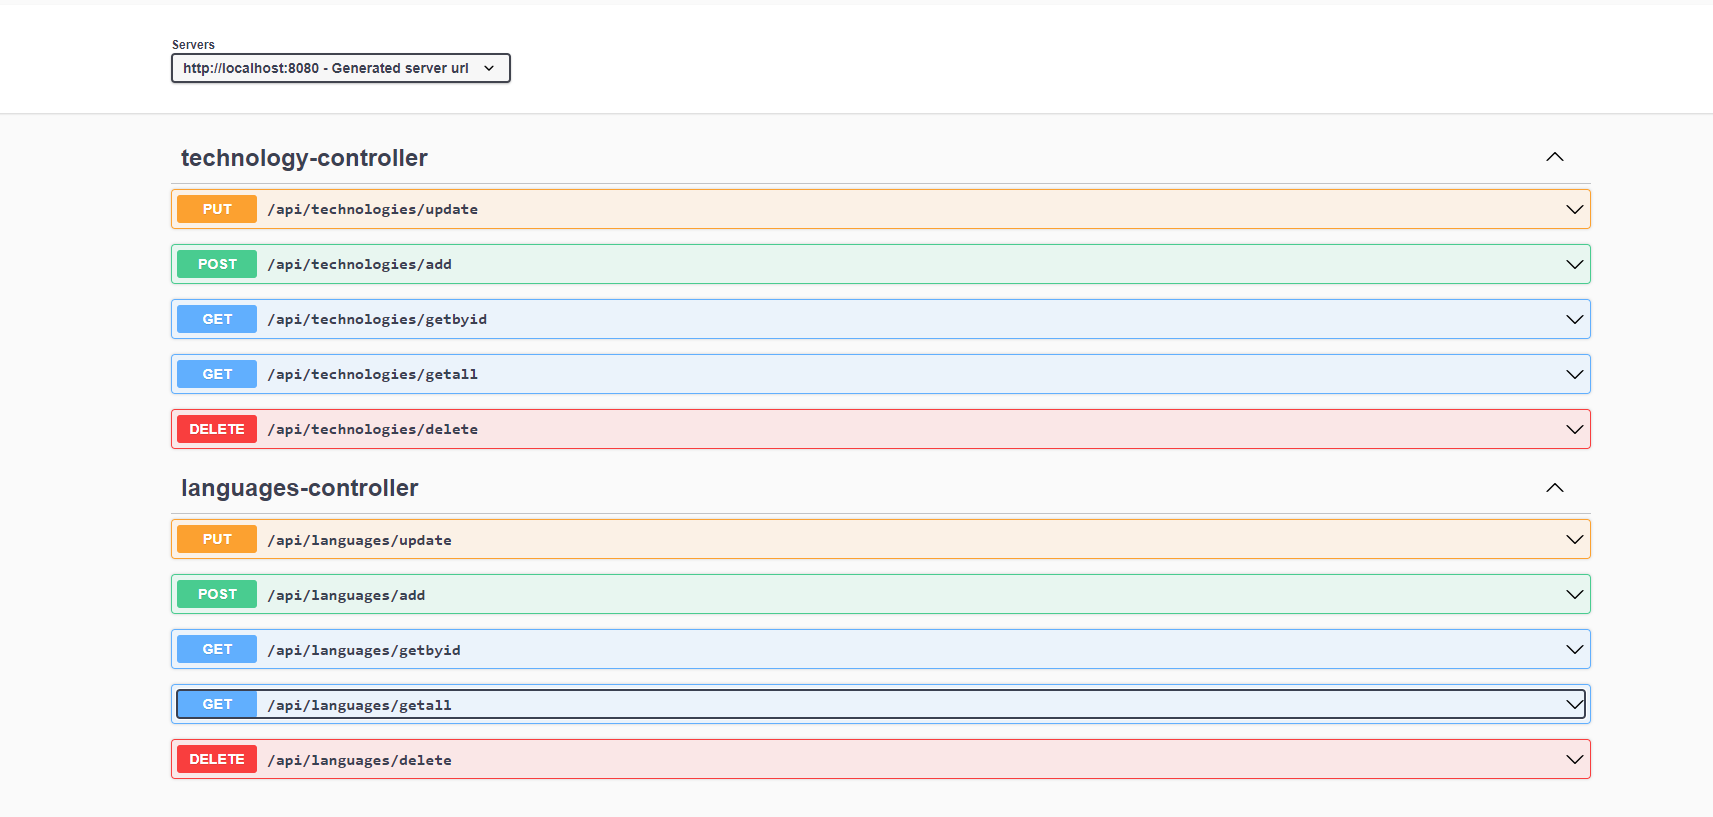 Servers
http://localhost:8080 - Generated server url
technology-controller
PUT /api/technologies/update
POST /api/technologies/add
GET /api/technologies/getbyid
GET /api/technologies/getall
DELETE /api/technologies/delete
languages-controller
PUT /api/languages/update
POST /api/languages/add
GET /api/languages/getbyid
GET /api/languages/getall
DELETE /api/languages/delete